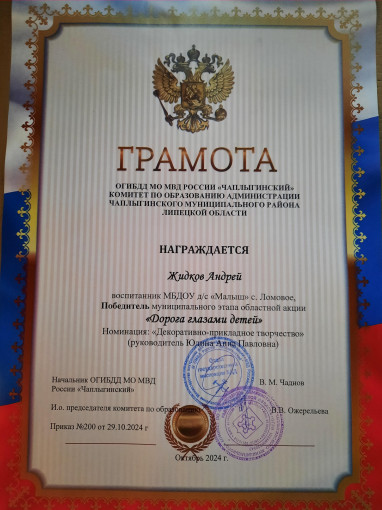 ГРАМОТА
ОГИБДД МО МВД РОССИИ «ЧАПЛЫГИНСКИЙ»
КОМИТЕТ ПО ОБРАЗОВАНИЮ АДМИНИСТРАЦИИ
ЧАПЛЫГИНСКОГО МУНИЦИПАЛЬНОГО РАЙОНА
ЛИПЕЦКОЙ ОБЛАСТИ
НАГРАЖДАЕТСЯ
Жидков Андрей
воспитанник МБДОУ д/с «Малыш» с. Ломовое,
Победитель муниципального этапа областной акции
«Дорога глазами детей»
Номинация: «Декоративно-прикладное творчество»
(руководитель Юдина Анна Павловна)
Начальник ОГИБДД МО МВД
России «Чаплыгинский»
В. М. Чаднов
И.о. председателя комитета по образованию
В.В. Ожерельева
Приказ №200 от 29.10.2024 г
Октябрь 2024 г.